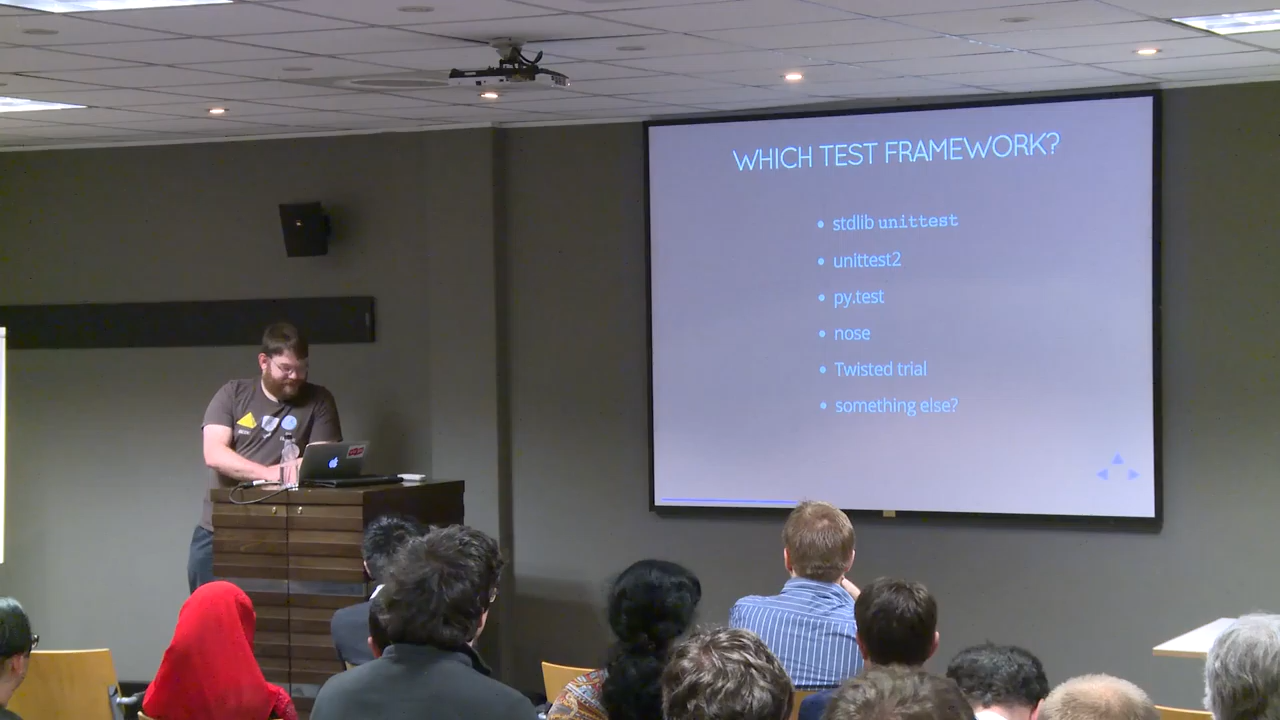 WHICH TEST FRAMEWORK?
• stdlib unittest
• unittest2
• py.test
• nose
• Twisted trial
• something else?